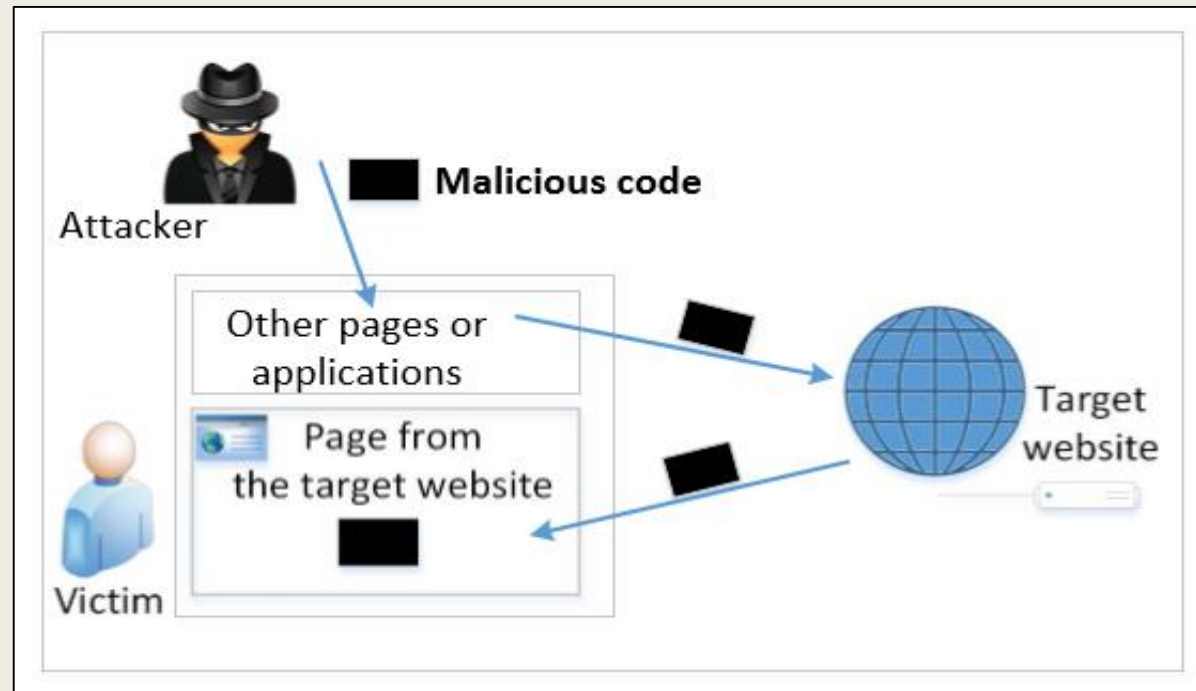 Malicious code
Attacker
Other pages or
applications
Page from
the target website
Target
website
Victim